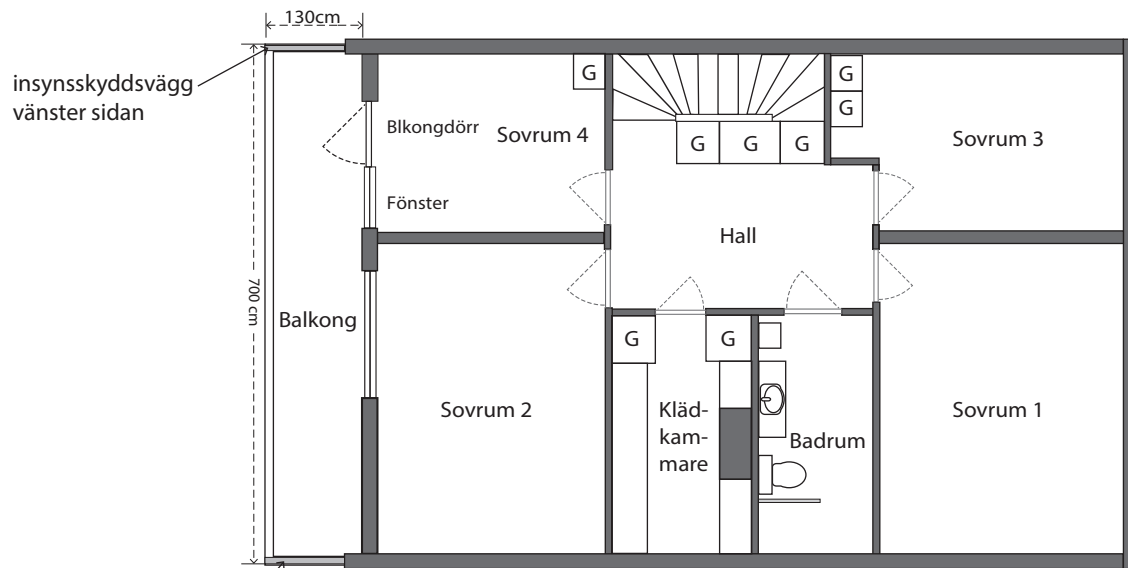 130cm
insynsskyddsvägg
vänster sidan
G
G
G
Blkongdörr
Sovrum 4
G
G
G
Sovrum 3
Fönster
Hall
700 cm
Balkong
G
G
Sovrum 2
Kläd-
kam-
mare
Badrum
Sovrum 1